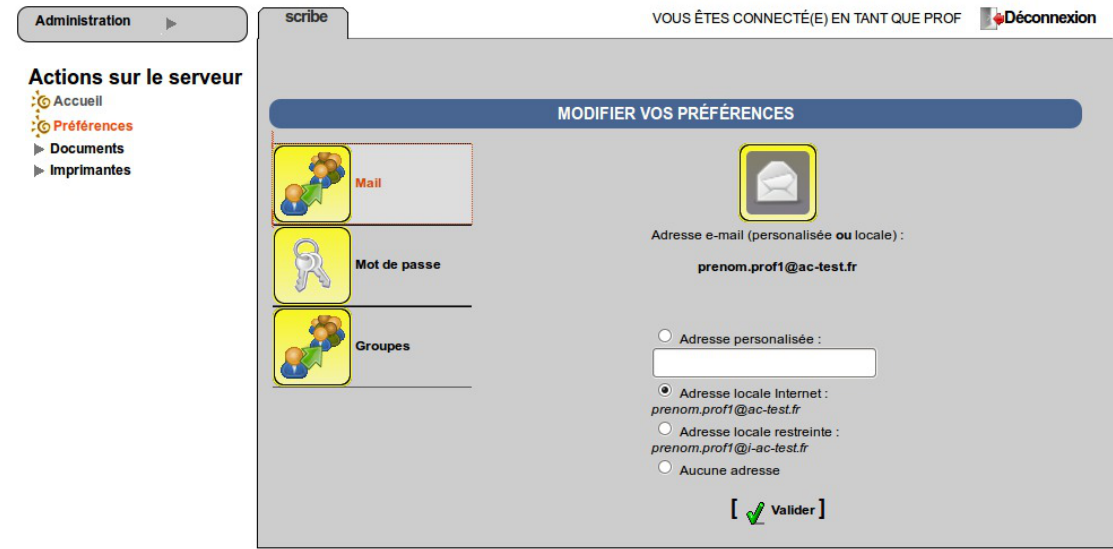 Administration
scribe
VOUS ÊTES CONNECTÉ(E) EN TANT QUE PROF
Déconnexion
Actions sur le serveur
Accueil
Préférences
Documents
Imprimantes
MODIFIER VOS PRÉFÉRENCES
Mail
Mot de passe
Groupes
Adresse e-mail (personalisée ou locale) :
prenom.prof1@ac-test.fr
Adresse personalisée :
Adresse locale Internet :
prenom.prof1@ac-test.fr
Adresse locale restreinte :
prenom.prof1@i-ac-test.fr
Aucune adresse
[ Valider ]